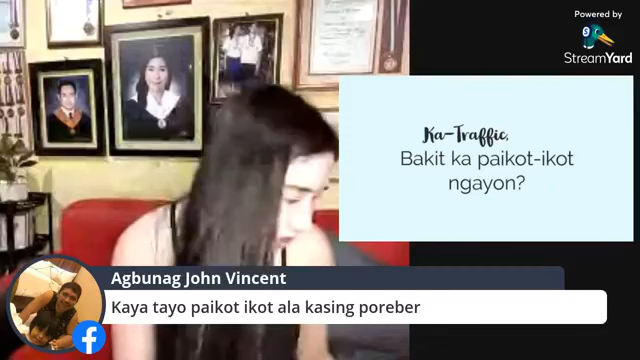 Powered by
StreamYard
Ka-Traffic,
Bakit ka paikot-ikot
ngayon?
Agbunag John Vincent
Kaya tayo paikot ikot ala kasing poreber